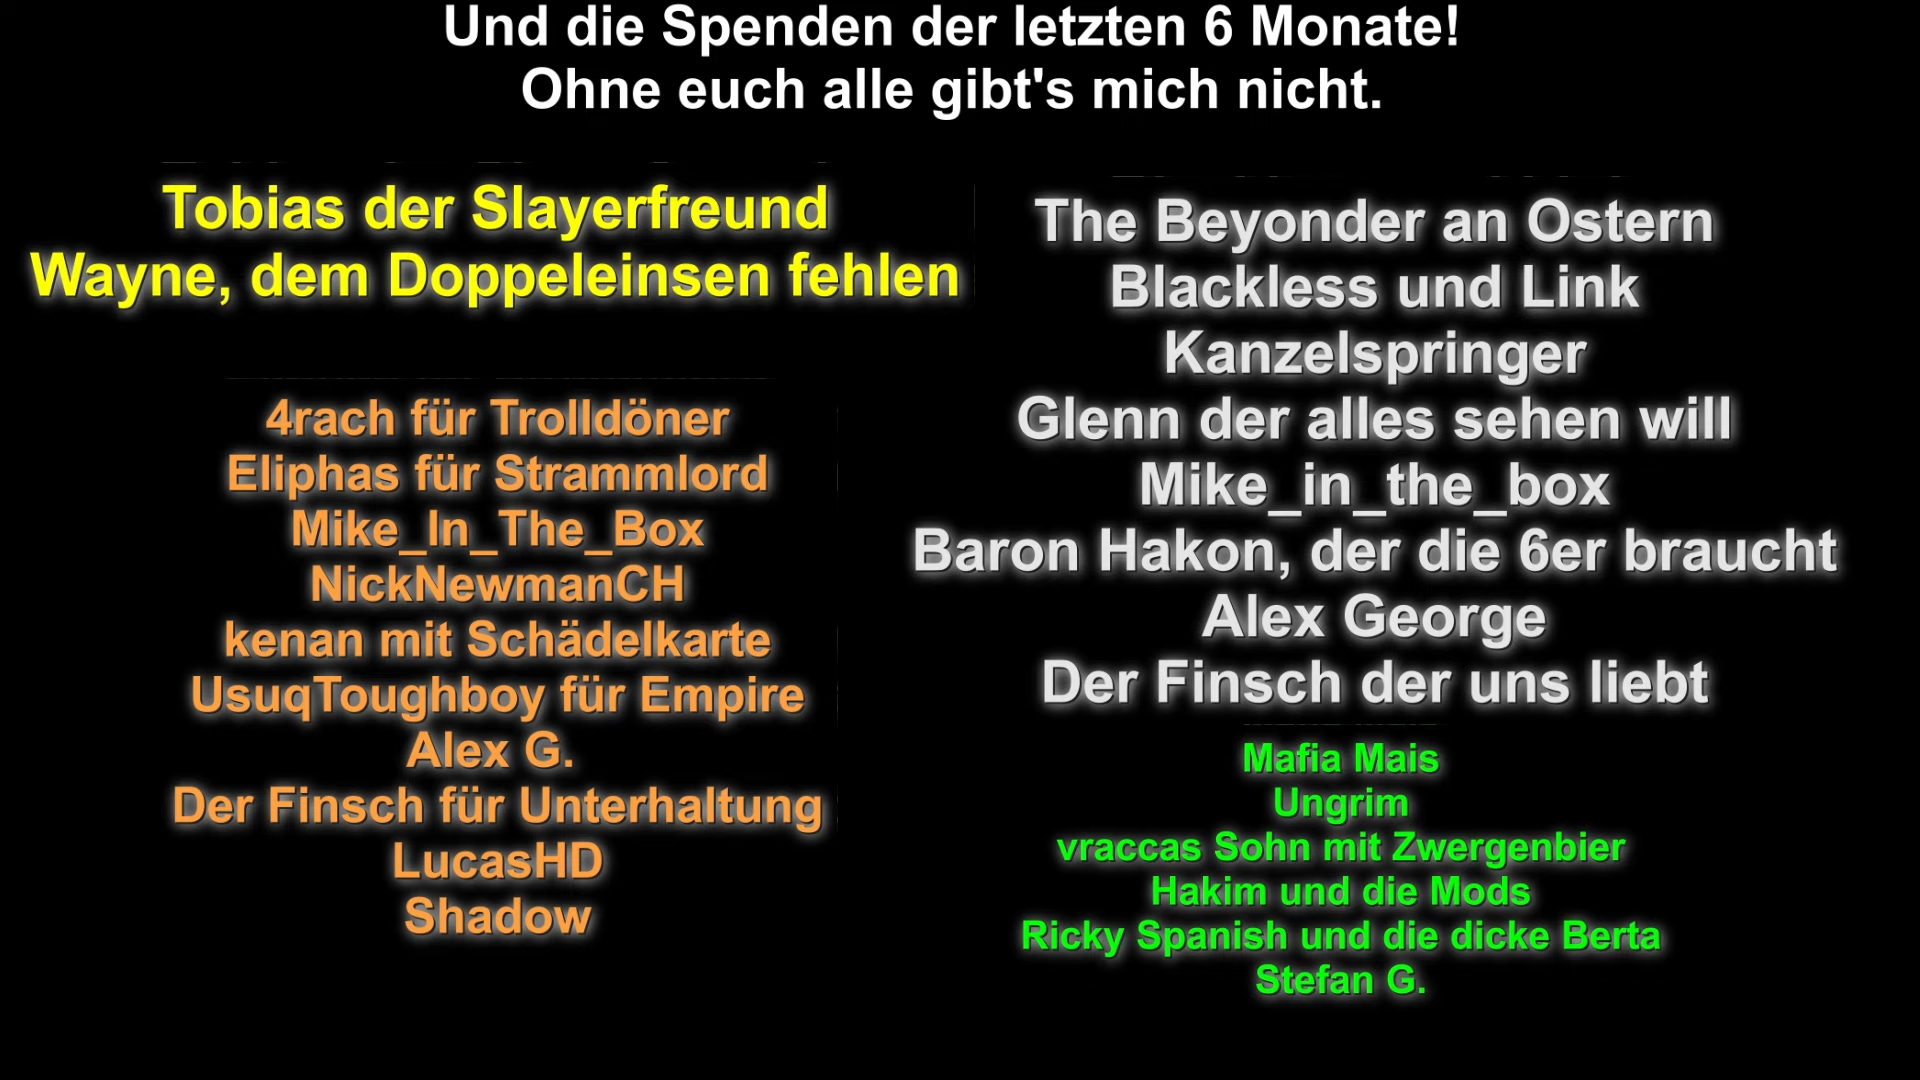 Und die Spenden der letzten 6 Monate!
Ohne euch alle gibt's mich nicht.
Tobias der Slayerfreund
Wayne, dem Doppeleinsen fehlen
4rach für Trolldöner
Eliphas für Strammlord
Mike_In_The_Box
NickNewmanCH
kenan mit Schädelkarte
UsuqToughboy für Empire
Alex G.
Der Finsch für Unterhaltung
LucasHD
Shadow
The Beyonder an Ostern
Blackless und Link
Kanzelspringer
Glenn der alles sehen will
Mike_in_the_box
Baron Hakon, der die 6er braucht
Alex George
Der Finsch der uns liebt
Mafia Mais
Ungrim
vraccas Sohn mit Zwergenbier
Hakim und die Mods
Ricky Spanish und die dicke Berta
Stefan G.